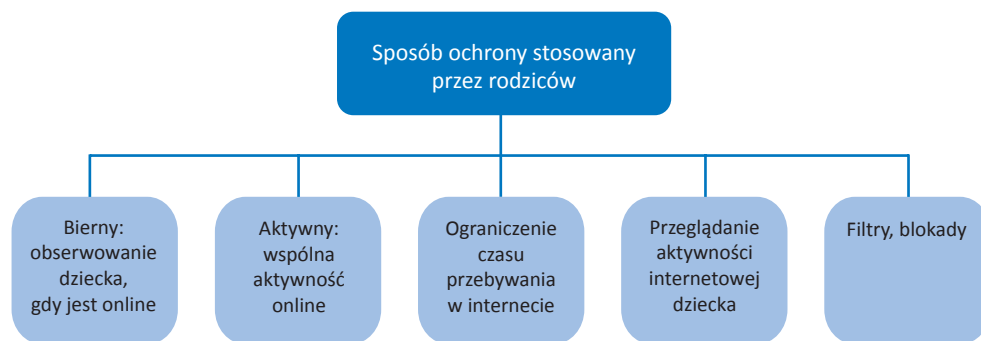 Sposób ochrony stosowany
przez rodziców
Bierny:
obserwowanie
dziecka,
gdy jest online
Aktywny:
wspólna
aktywność
online
Ograniczenie
czasu
przebywania
w internecie
Przeglądanie
aktywności
internetowej
dziecka
Filtry, blokady